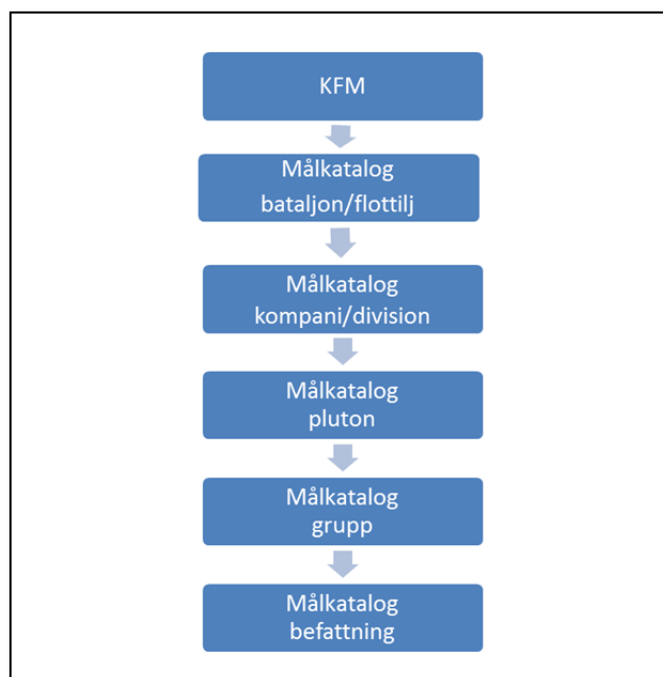 KFM
Målkatalog
bataljon/flottilj
Målkatalog
kompani/division
Målkatalog
pluton
Målkatalog
grupp
Målkatalog
befattning